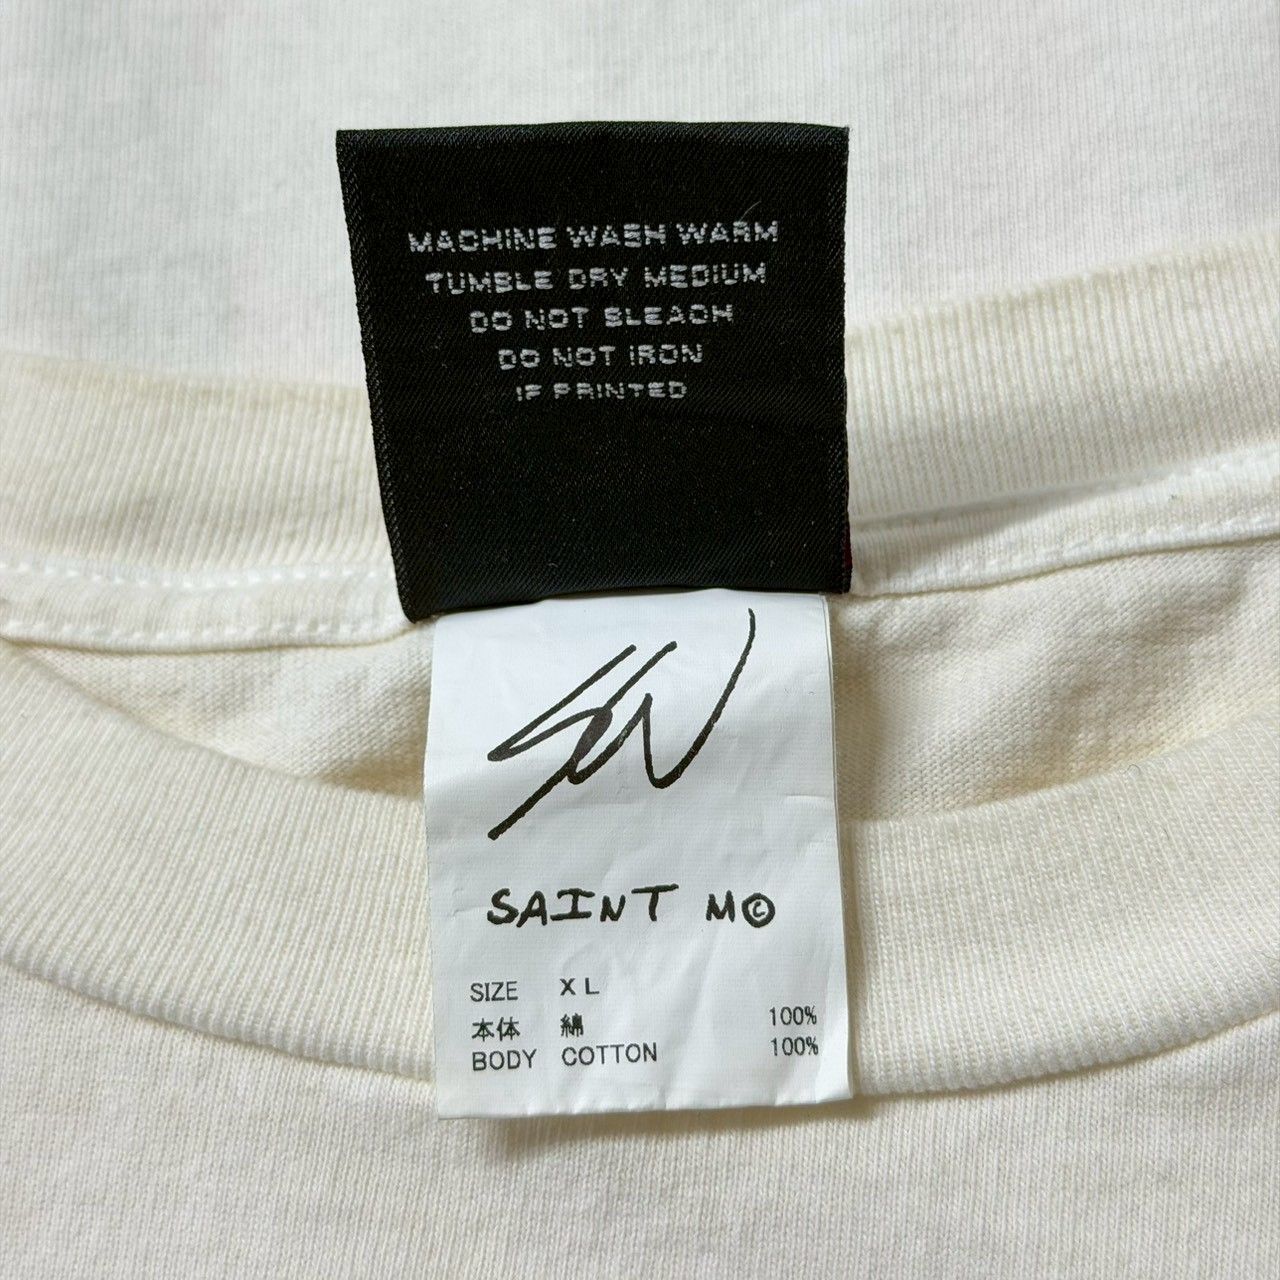 MACHINE WASH WARM
TUMBLE DRY MEDIUM
DO NOT BLEACH
DO NOT IRON
IF PRINTED
SAINT M©
SIZE XL
本体 綿 100%
BODY COTTON 100%